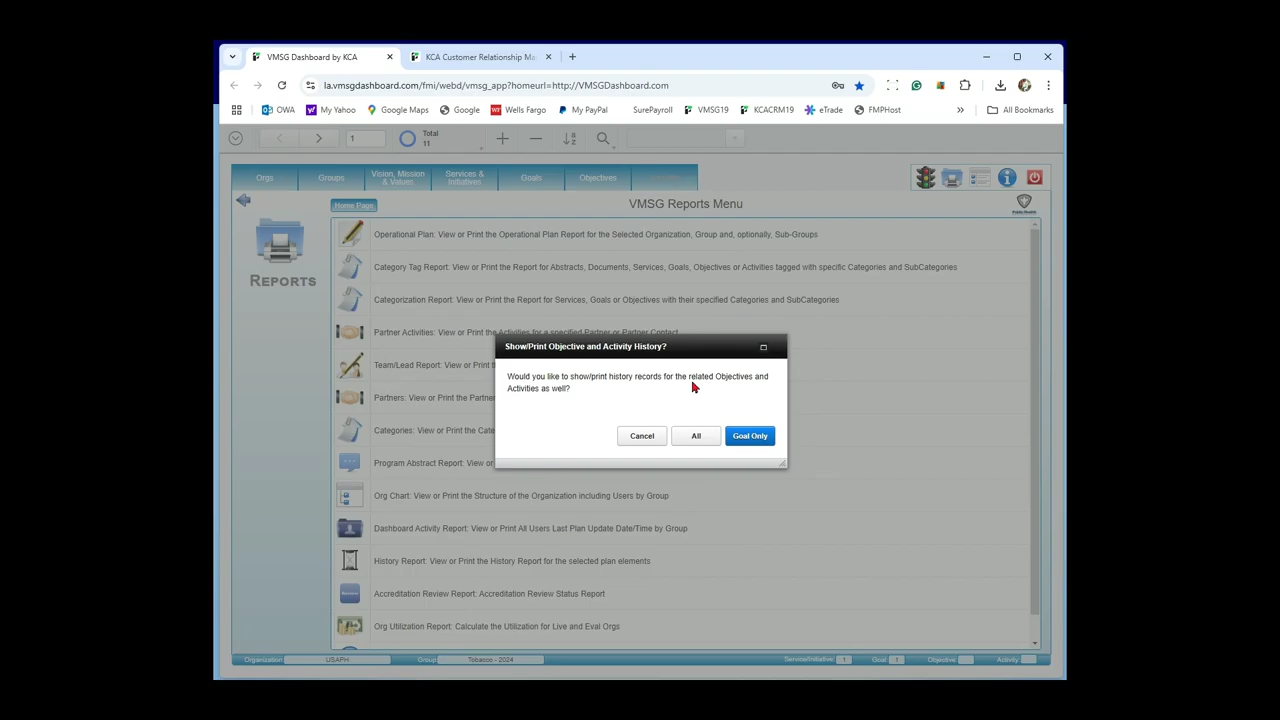 VMSG Dashboard by KCA
KCA Customer Relationship Ma
la.vmsgdashboard.com/fmi/webd/vmsg_app?homeurl=http://VMSGDashboard.com
OWA
My Yahoo
Google Maps
Google
Wells Fargo
My PayPal
SurePayroll
VMSG19
KCACRM19
eTrade
FMPHost
»
All Bookmarks
1
Total
11
Orgs
Groups
Vision, Mission
& Values
Services &
Initiatives
Goals
Objectives
Home Page
VMSG Reports Menu
REPORTS
Operational Plan: View or Print the Operational Plan Report for the Selected Organization, Group and, optionally, Sub-Groups
Category Tag Report: View or Print the Report for Abstracts, Documents, Services, Goals, Objectives or Activities tagged with specific Categories and SubCategories
Categorization Report: View or Print the Report for Services, Goals or Objectives with their specified Categories and SubCategories
Partner Activities: View or Print the Activities for a specified Partner or Partner Contact
Team/Lead Report: View or Print
Partners: View or Print the Partner
Categories: View or Print the Cate
Program Abstract Report: View or
Org Chart: View or Print the Structure of the Organization including Users by Group
Dashboard Activity Report: View or Print All Users Last Plan Update Date/Time by Group
History Report: View or Print the History Report for the selected plan elements
Accreditation Review Report: Accreditation Review Status Report
Org Utilization Report: Calculate the Utilization for Live and Eval Orgs
Show/Print Objective and Activity History?
Would you like to show/print history records for the related Objectives and
Activities as well?
Cancel
All
Goal Only
Organization
USAPH
Group
Tobacco - 2024
Service/Initiative
1
Goal
1
Objective
Activity